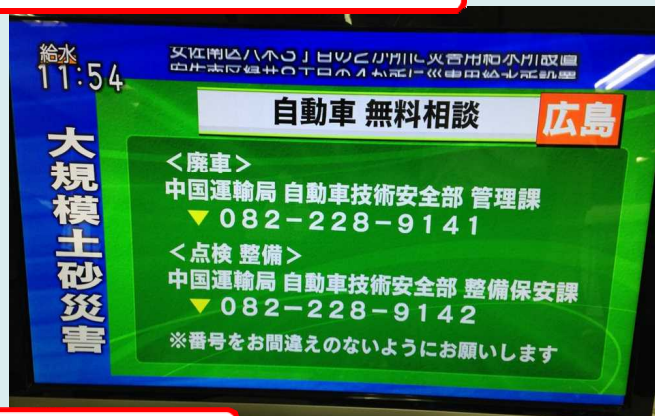 給水
11:54
自動車 無料相談
広島
大規模土砂災害
<廃車>
中国運輸局 自動車技術安全部 管理課
▼082-228-9141
<点検 整備>
中国運輸局 自動車技術安全部 整備保安課
▼082-228-9142
※番号をお間違えのないようにお願いします